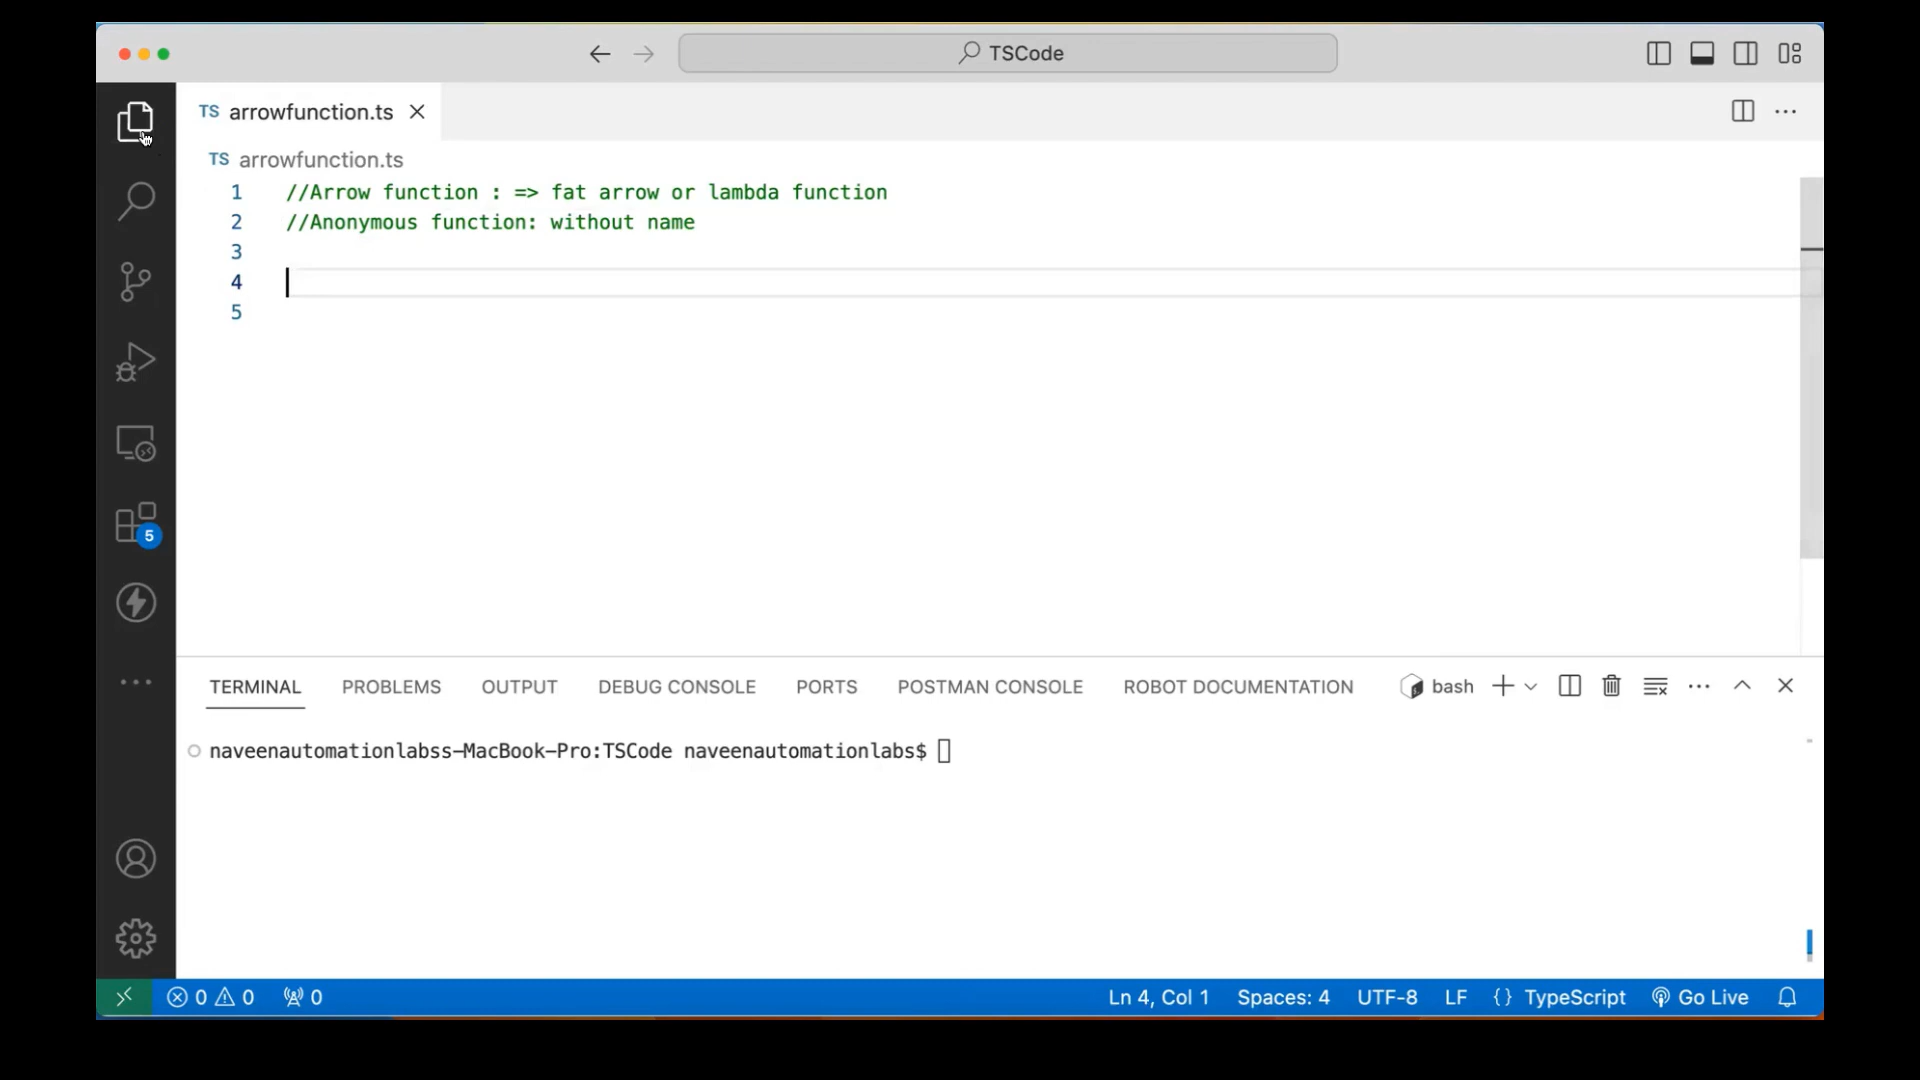 TSCode
TS arrowfunction.ts
TS arrowfunction.ts
1 //Arrow function : => fat arrow or lambda function
2 //Anonymous function: without name
3
4
5
5
TERMINAL PROBLEMS OUTPUT DEBUG CONSOLE PORTS POSTMAN CONSOLE ROBOT DOCUMENTATION bash
naveenautomationlabss-MacBook-Pro:TSCode naveenautomationlabs$
0 0 0 Ln 4, Col 1 Spaces: 4 UTF-8 LF {} TypeScript Go Live